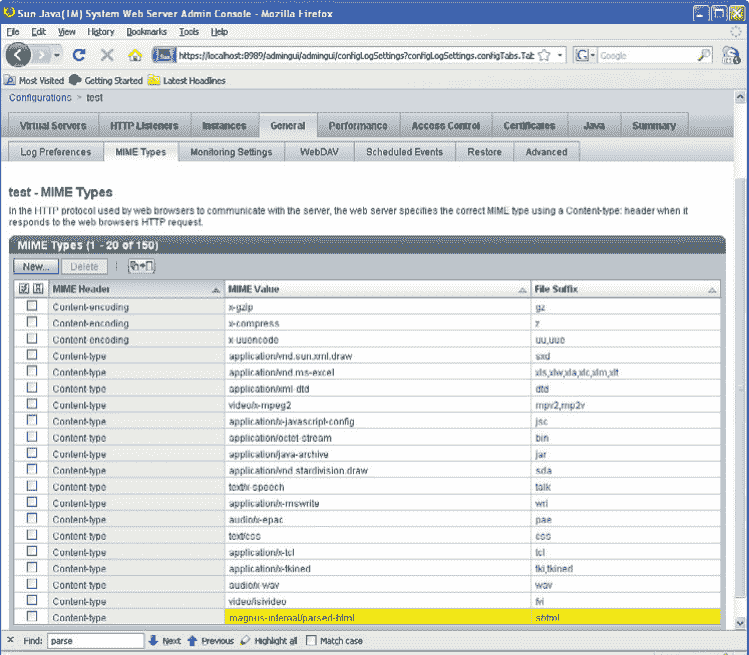 Sun Java(TM) System Web Server Admin Console - Mozilla Firefox
File Edit View History Bookmarks Tools Help
https://localhost:8989/admingui/admingui/configLogSettings?configLogSettings.configTabs.Tab Google
Most Visited Getting Started Latest Headlines
Configurations > test
Virtual Servers HTTP Listeners Instances General Performance Access Control Certificates Java Summary
Log Preferences MIME Types Monitoring Settings WebDAV Scheduled Events Restore Advanced
test - MIME Types
In the HTTP protocol used by web browsers to communicate with the server, the web server specifies the correct MIME type using a Content-type: header when it
responds to the web browsers HTTP request.
MIME Types (1 - 20 of 150)
New... Delete
MIME Header MIME Value File Suffix
Content-encoding x-gzip gz
Content-encoding x-compress z
Content-encoding x-uuencode uu,uue
Content-type application/vnd.sun.xml.draw sxd
Content-type application/vnd.ms-excel xls,xlw,xla,xlc,xlm,xlt
Content-type application/xml-dtd dtd
Content-type video/x-mpeg2 mpv2,mp2v
Content-type application/x-javascript-config jsc
Content-type application/octet-stream bin
Content-type application/java-archive jar
Content-type application/vnd.stardivision.draw sda
Content-type text/x-speech talk
Content-type application/x-mswrite wri
Content-type audio/x-epac pae
Content-type text/css css
Content-type application/x-tcl tcl
Content-type application/x-tkined tki,tkined
Content-type audio/x-wav wav
Content-type video/isivideo fvi
Content-type magnus-internal/parsed-html shtml
Find: parse Next Previous Highlight all Match case